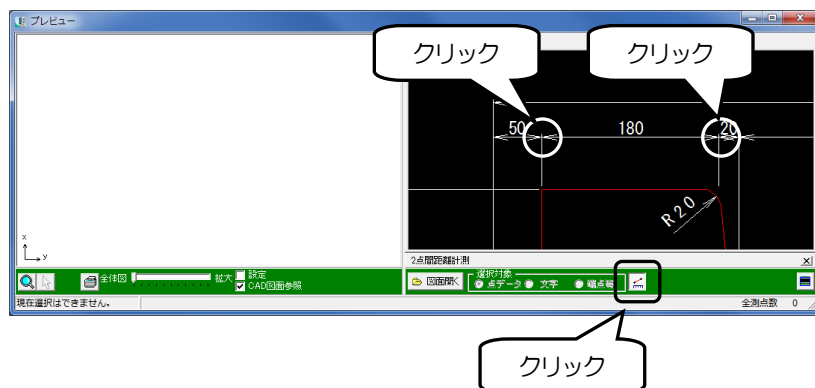 プレビュー
クリック
クリック
50
180
20
R20
x
y
2点間距離計測
全体図
拡大
設定
CAD図面参照
図面開く
選択対象
点データ
文字
端点等
現在選択はできません。
全測点数 0
クリック